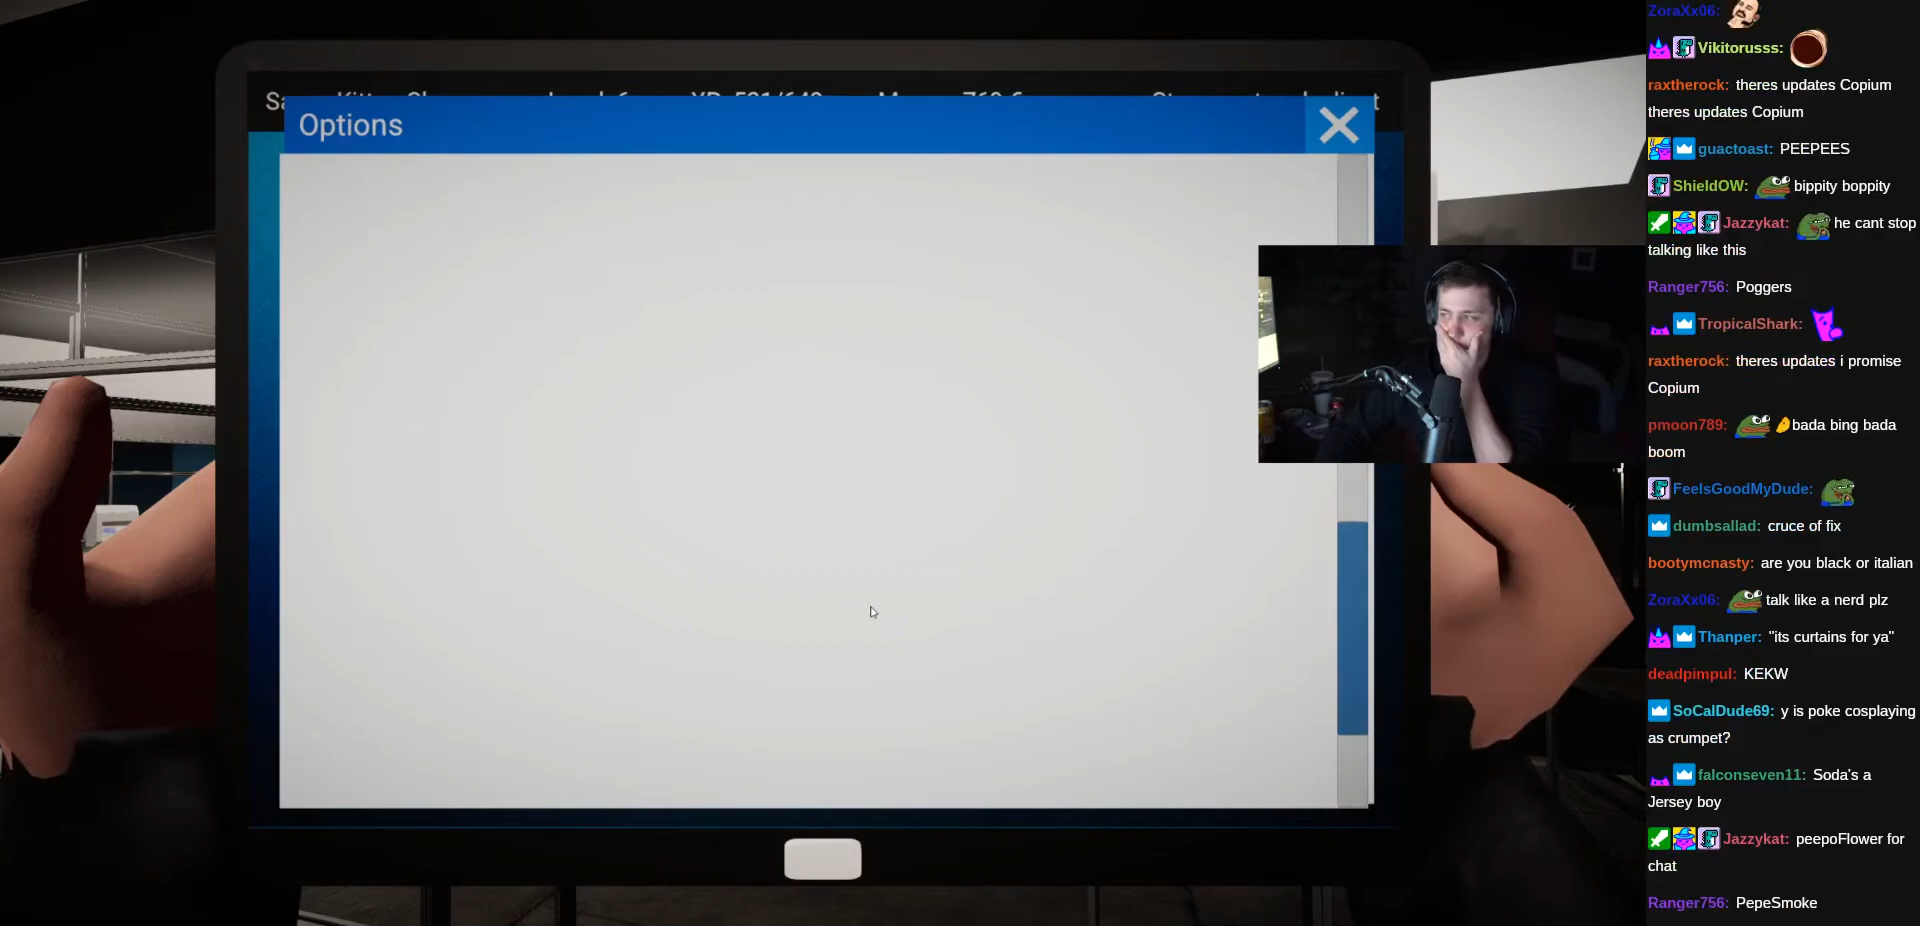 Options
ZoraXx06:
Vikitorusss:
raxtherock: theres updates Copium
theres updates Copium
guactoast: PEEPEES
ShieldOW: bippity boppity
Jazzykat: he cant stop
talking like this
Ranger756: Poggers
TropicalShark:
raxtherock: theres updates i promise
Copium
pmoon789: bada bing bada
boom
FeelsGoodMyDude:
dumbsallad: cruce of fix
bootymcnasty: are you black or italian
ZoraXx06: talk like a nerd plz
Thanper: "its curtains for ya"
deadpimpul: KEKW
SoCalDude69: y is poke cosplaying
as crumpet?
falconseven11: Soda's a
Jersey boy
Jazzykat: peepoFlower for
chat
Ranger756: PepeSmoke